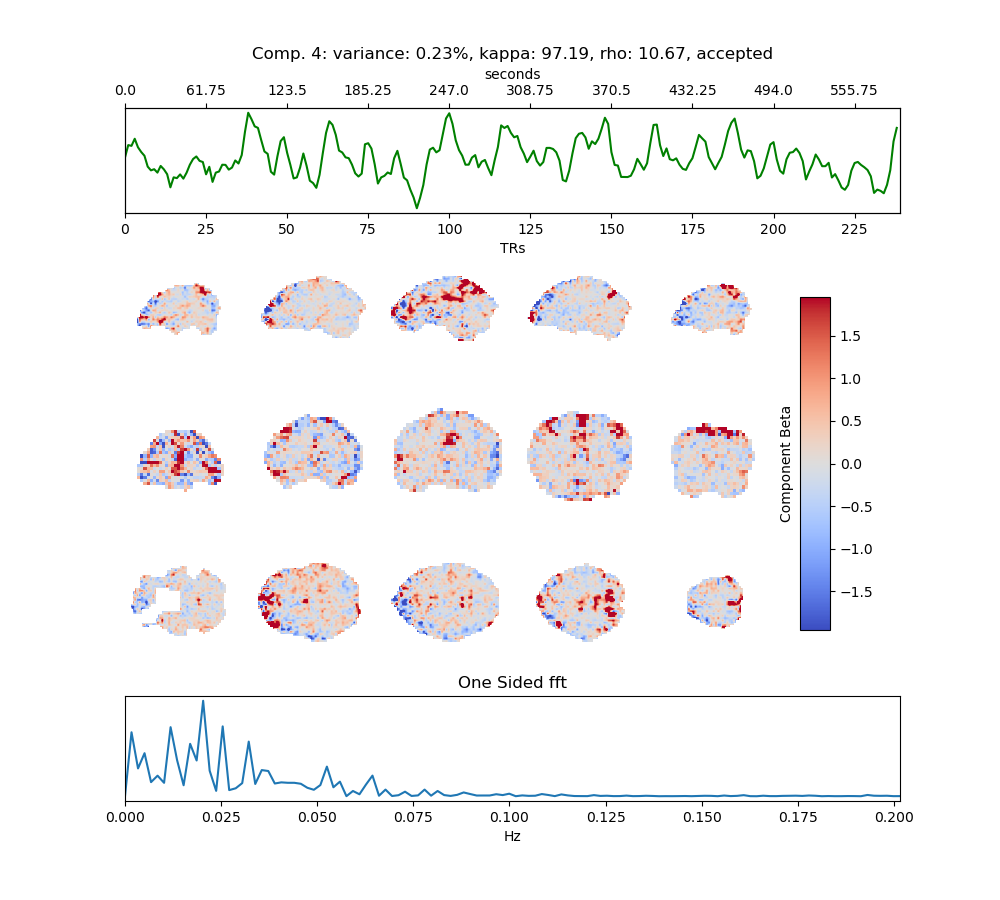 Comp. 4: variance: 0.23%, kappa: 97.19, rho: 10.67, accepted
seconds
0.0 61.75 123.5 185.25 247.0 308.75 370.5 432.25 494.0 555.75
0 25 50 75 100 125 150 175 200 225
TRs
1.5
1.0
0.5
0.0
−0.5
−1.0
−1.5
Component Beta
One Sided fft
0.000 0.025 0.050 0.075 0.100 0.125 0.150 0.175 0.200
Hz